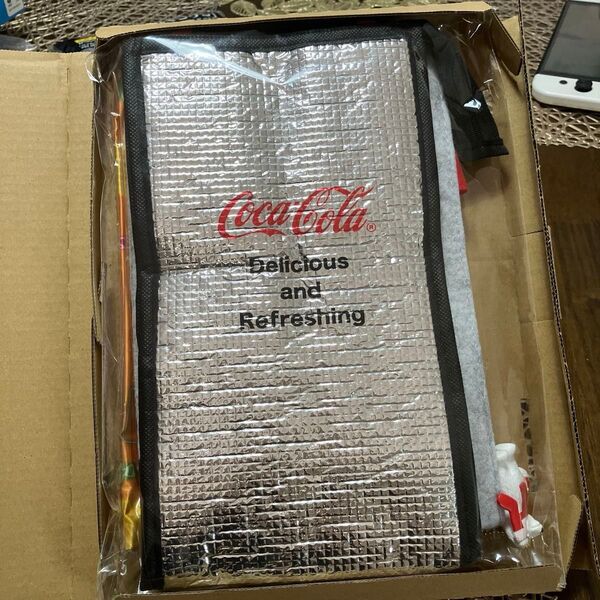 Coca-Cola®
Delicious
and
Refreshing